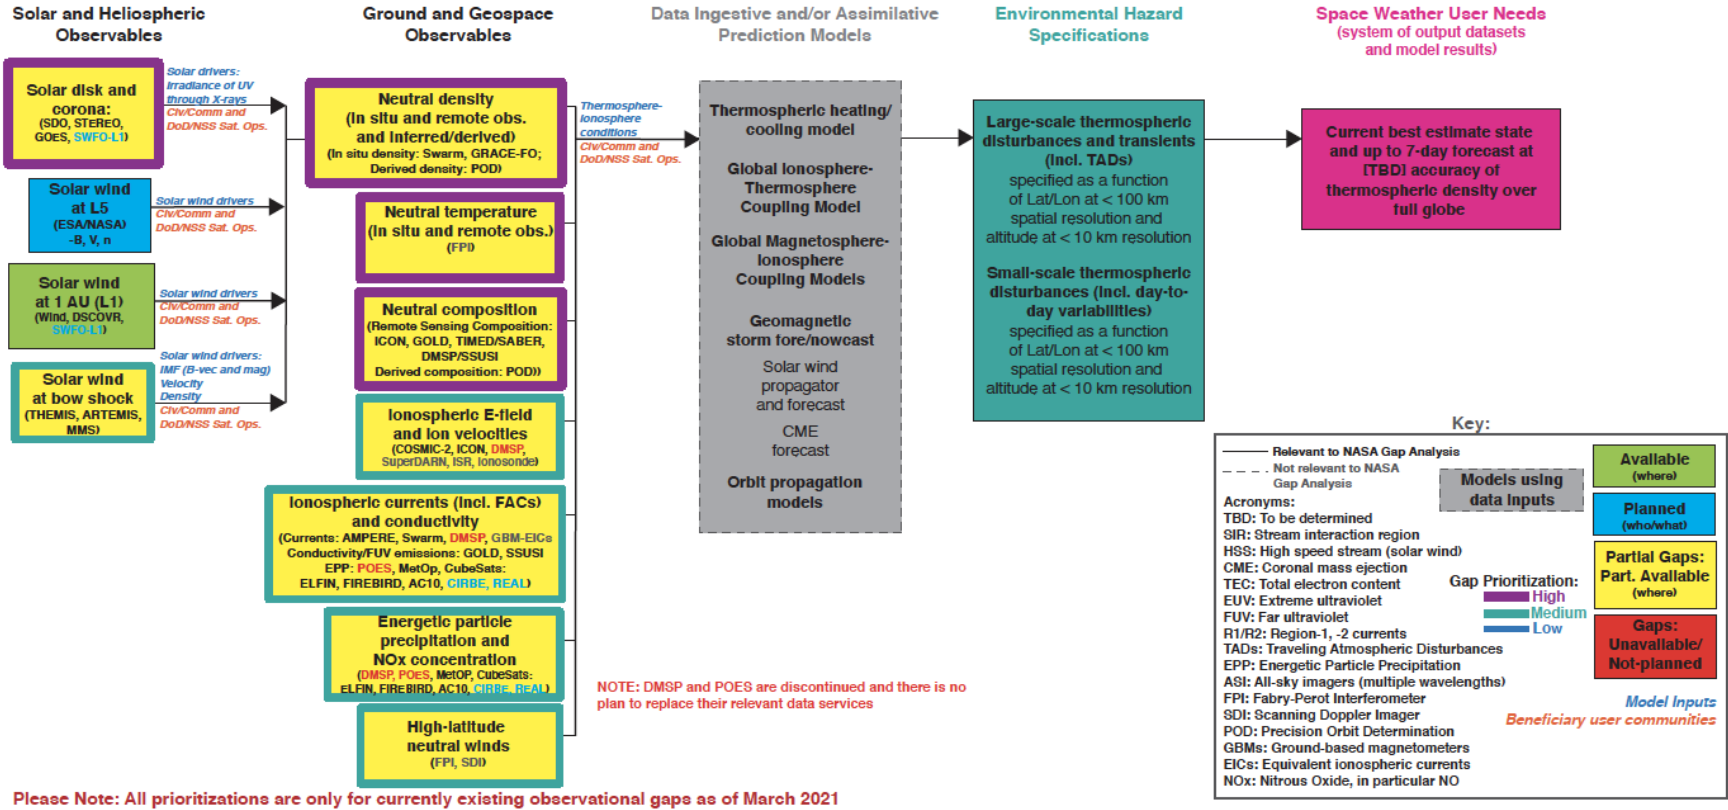 Solar and Heliospheric
Observables
Solar disk and
corona:
(SDO, STEREO,
GOES, SWFO-L1)
Solar drivers:
Irradiance of UV
through X-rays
Civ/Comm and
DoD/NSS Sat. Ops.
Solar wind
at L5
(ESA/NASA)
-B, V, n
Solar wind drivers
Civ/Comm and
DoD/NSS Sat. Ops.
Solar wind
at 1 AU (L1)
(Wind, DSCOVR,
SWFO-L1)
Solar wind drivers
Civ/Comm and
DoD/NSS Sat. Ops.
Solar wind
at bow shock
(THEMIS, ARTEMIS,
MMS)
Solar wind drivers:
IMF (B-vec and mag)
Velocity
Density
Civ/Comm and
DoD/NSS Sat. Ops.
Ground and Geospace
Observables
Neutral density
(In situ and remote obs.
and inferred/derived)
(In situ density: Swarm, GRACE-FO;
Derived density: POD)
Neutral temperature
(In situ and remote obs.)
(FPI)
Neutral composition
(Remote Sensing Composition:
ICON, GOLD, TIMED/SABER,
DMSP/SSUSI
Derived composition: POD))
Ionospheric E-field
and ion velocities
(COSMIC-2, ICON, DMSP,
SuperDARN, ISR, Ionosonde)
Ionospheric currents (incl. FACs)
and conductivity
(Currents: AMPERE, Swarm, DMSP, GBM-EICs
Conductivity/FUV emissions: GOLD, SSUSI
EPP: POES, MetOp, CubeSats:
ELFIN, FIREBIRD, AC10, CIRBE, REAL)
Energetic particle
precipitation and
NOx concentration
(DMSP, POES, MetOP, CubeSats:
ELFIN, FIREBIRD, AC10, CIRBE, REAL)
High-latitude
neutral winds
(FPI, SDI)
Thermosphere-
Ionosphere
conditions
Civ/Comm and
DoD/NSS Sat. Ops.
Data Ingestive and/or Assimilative
Prediction Models
Thermospheric heating/
cooling model
Global Ionosphere-
Thermosphere
Coupling Model
Global Magnetosphere-
Ionosphere
Coupling Models
Geomagnetic
storm fore/nowcast
Solar wind
propagator
and forecast
CME
forecast
Orbit propagation
models
Environmental Hazard
Specifications
Large-scale thermospheric
disturbances and transients
(incl. TADs)
specified as a function
of Lat/Lon at < 100 km
spatial resolution and
altitude at < 10 km resolution
Small-scale thermospheric
disturbances (incl. day-to-
day variabilities)
specified as a function
of Lat/Lon at < 100 km
spatial resolution and
altitude at < 10 km resolution
Space Weather User Needs
(system of output datasets
and model results)
Current best estimate state
and up to 7-day forecast at
[TBD] accuracy of
thermospheric density over
full globe
NOTE: DMSP and POES are discontinued and there is no
plan to replace their relevant data services
Key:
Relevant to NASA Gap Analysis
Not relevant to NASA
Gap Analysis
Acronyms:
TBD: To be determined
SIR: Stream interaction region
HSS: High speed stream (solar wind)
CME: Coronal mass ejection
TEC: Total electron content
EUV: Extreme ultraviolet
FUV: Far ultraviolet
R1/R2: Region-1, -2 currents
TADs: Traveling Atmospheric Disturbances
EPP: Energetic Particle Precipitation
ASI: All-sky imagers (multiple wavelengths)
FPI: Fabry-Perot Interferometer
SDI: Scanning Doppler Imager
POD: Precision Orbit Determination
GBMs: Ground-based magnetometers
EICs: Equivalent ionospheric currents
NOx: Nitrous Oxide, in particular NO
Models using
data inputs
Gap Prioritization:
High
Medium
Low
Available
(where)
Planned
(who/what)
Partial Gaps:
Part. Available
(where)
Gaps:
Unavailable/
Not-planned
Model Inputs
Beneficiary user communities
Please Note: All prioritizations are only for currently existing observational gaps as of March 2021